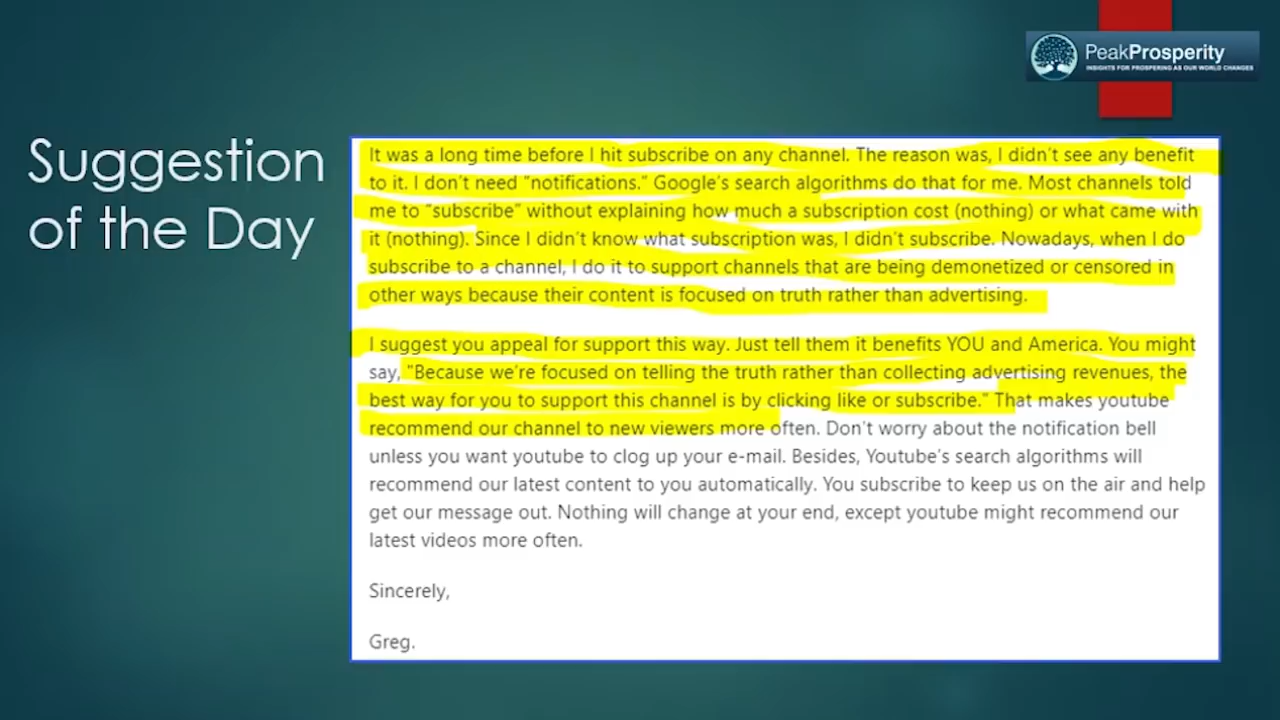 PeakProsperity
INSIGHTS FOR PROSPERING AS OUR WORLD CHANGES
Suggestion
of the Day
It was a long time before I hit subscribe on any channel. The reason was, I didn't see any benefit
to it. I don't need "notifications." Google's search algorithms do that for me. Most channels told
me to "subscribe" without explaining how much a subscription cost (nothing) or what came with
it (nothing). Since I didn't know what subscription was, I didn't subscribe. Nowadays, when I do
subscribe to a channel, I do it to support channels that are being demonetized or censored in
other ways because their content is focused on truth rather than advertising.
I suggest you appeal for support this way. Just tell them it benefits YOU and America. You might
say, "Because we're focused on telling the truth rather than collecting advertising revenues, the
best way for you to support this channel is by clicking like or subscribe." That makes youtube
recommend our channel to new viewers more often. Don't worry about the notification bell
unless you want youtube to clog up your e-mail. Besides, Youtube's search algorithms will
recommend our latest content to you automatically. You subscribe to keep us on the air and help
get our message out. Nothing will change at your end, except youtube might recommend our
latest videos more often.
Sincerely,
Greg.